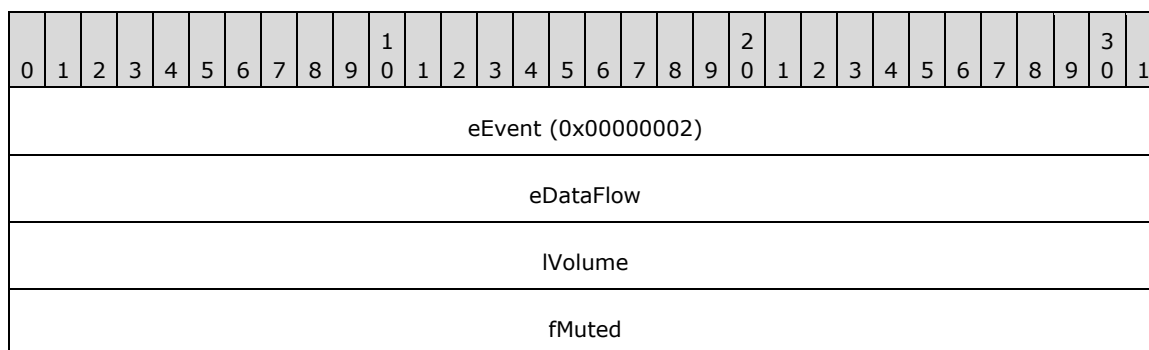 1 2 3
0 1 2 3 4 5 6 7 8 9 0 1 2 3 4 5 6 7 8 9 0 1 2 3 4 5 6 7 8 9 0 1
eEvent (0x00000002)
eDataFlow
lVolume
fMuted